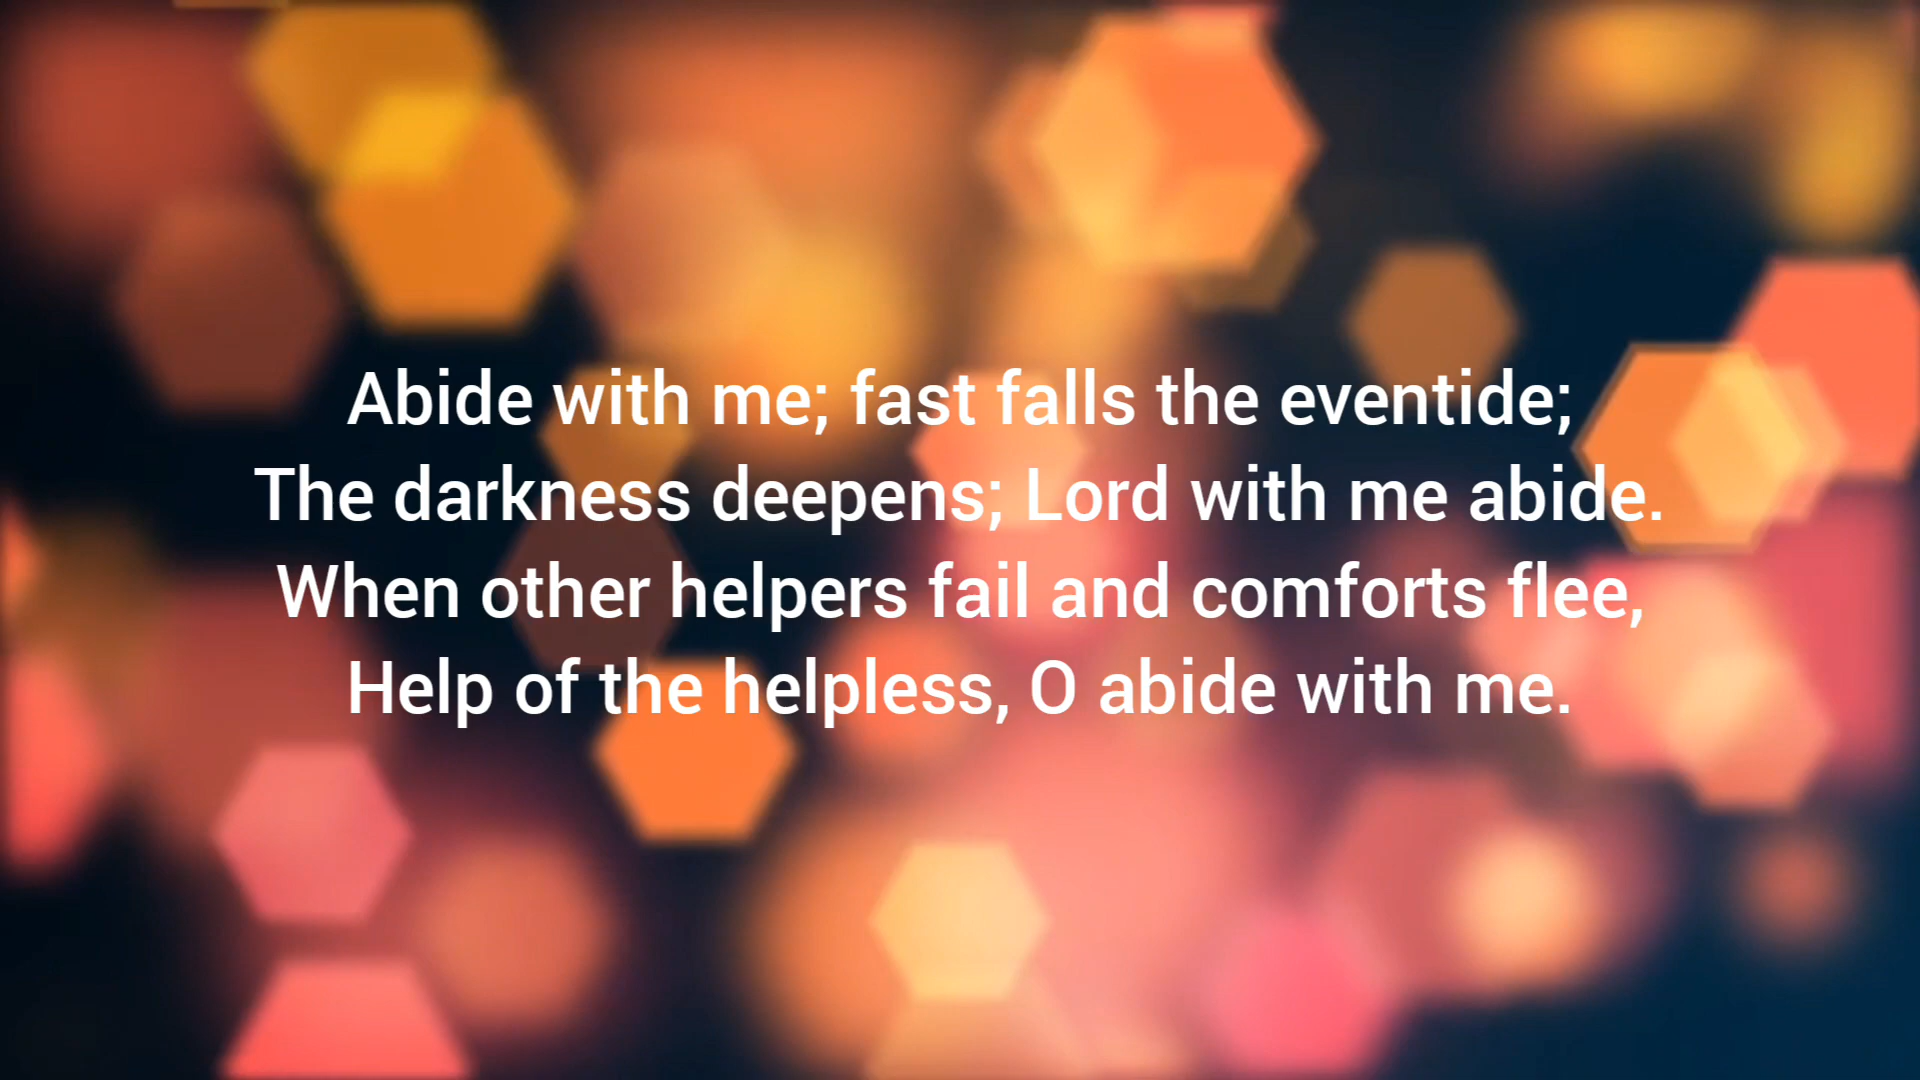 Abide with me; fast falls the eventide;
The darkness deepens; Lord with me abide.
When other helpers fail and comforts flee,
Help of the helpless, O abide with me.